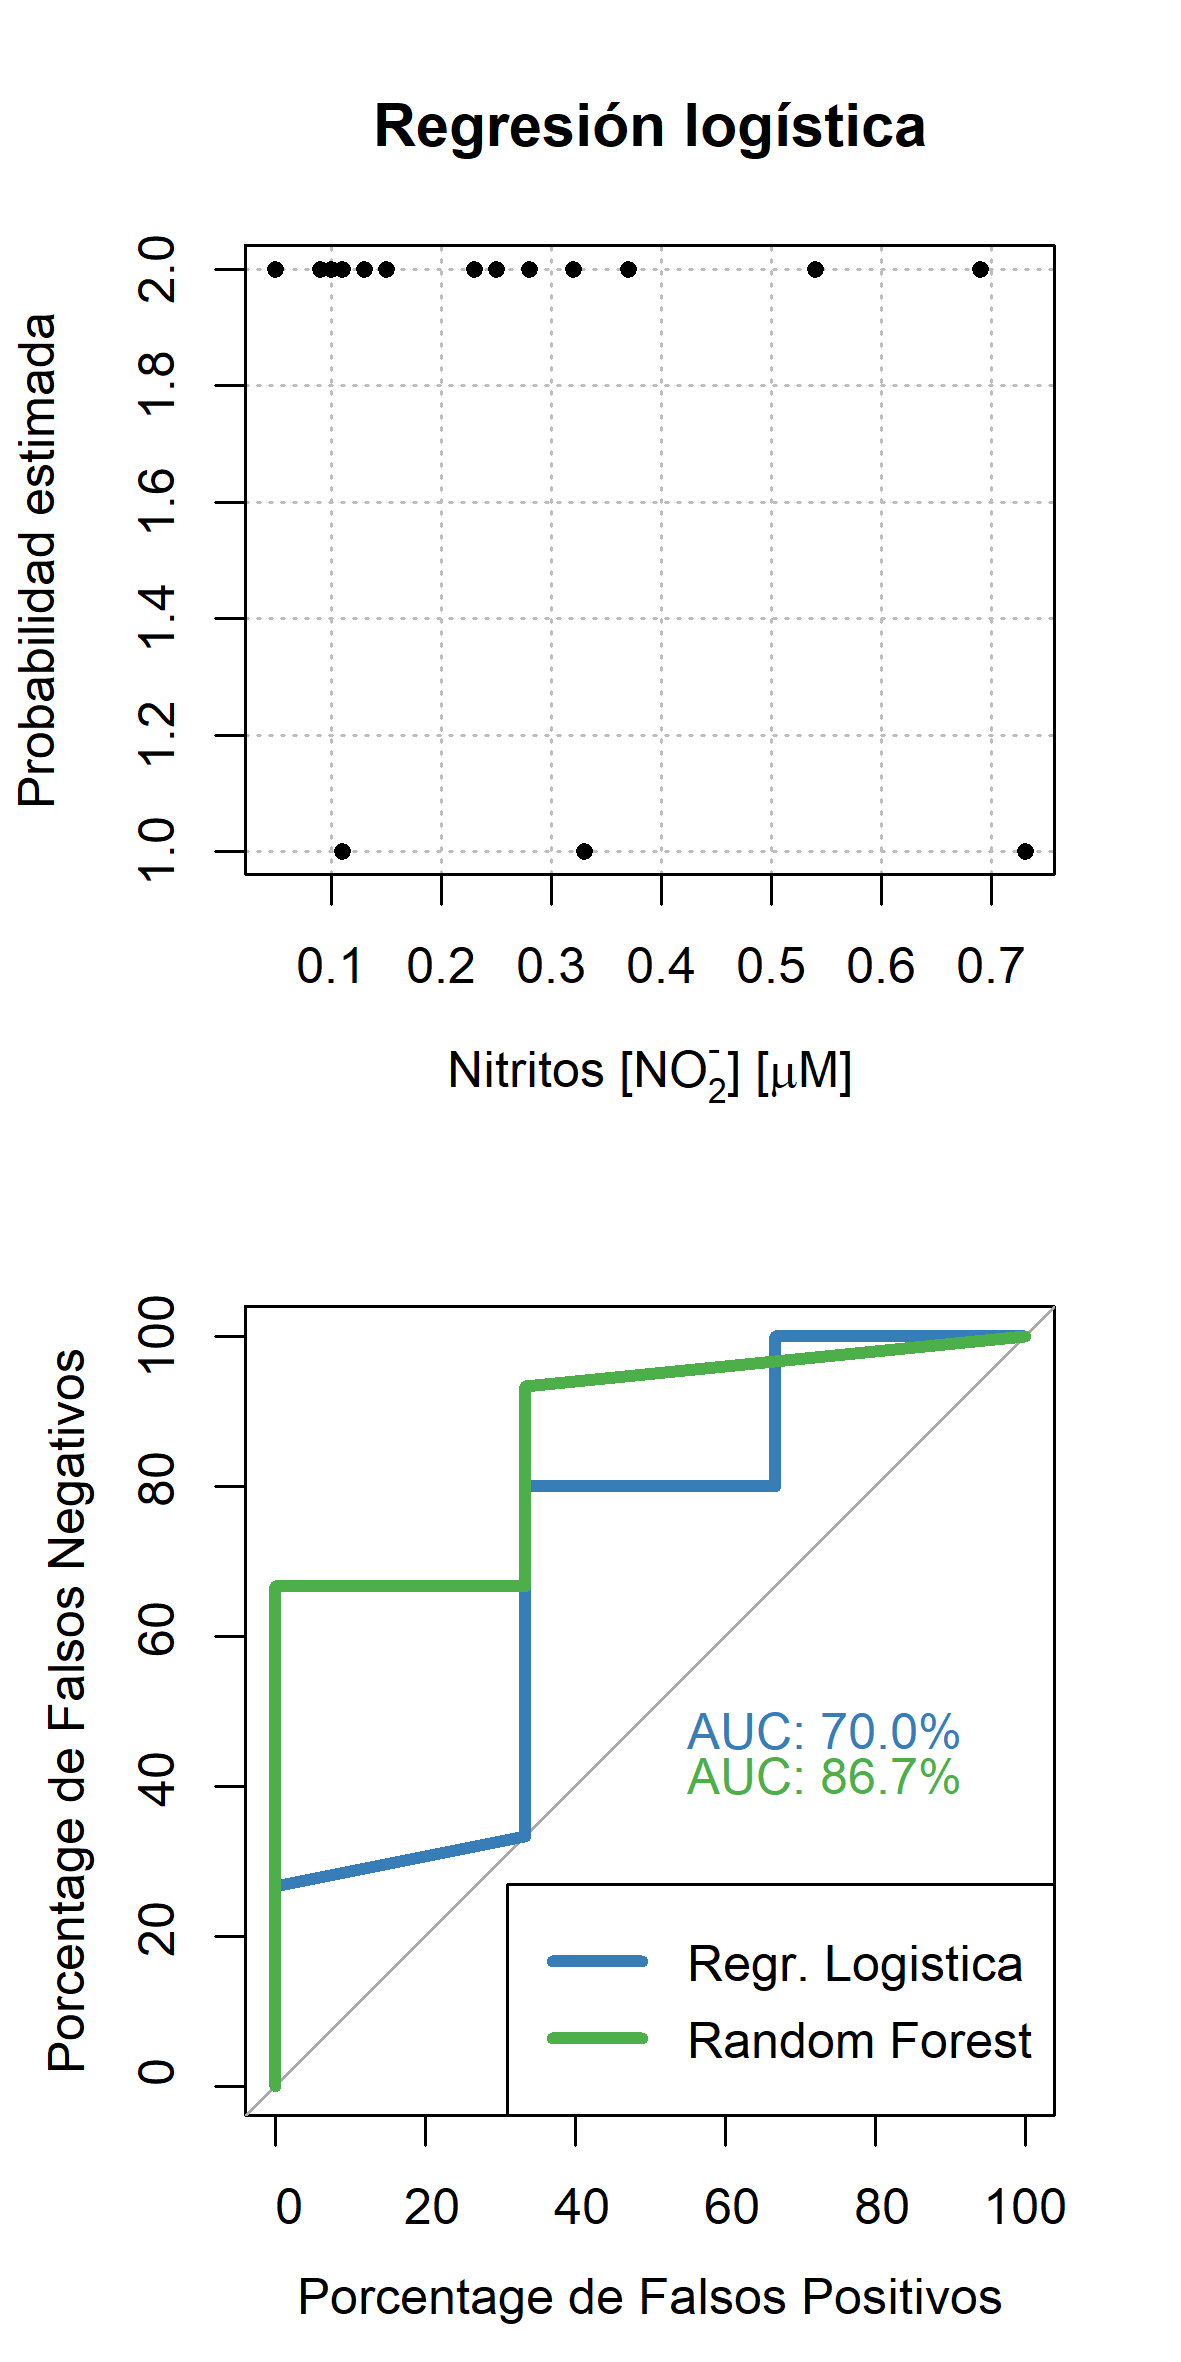 Regresión logística
Probabilidad estimada
2.0
1.8
1.6
1.4
1.2
1.0
0.1 0.2 0.3 0.4 0.5 0.6 0.7
Nitritos [NO₂⁻] [μM]
Porcentage de Falsos Negativos
100
80
60
40
20
0
AUC: 70.0%
AUC: 86.7%
Regr. Logistica
Random Forest
0 20 40 60 80 100
Porcentage de Falsos Positivos